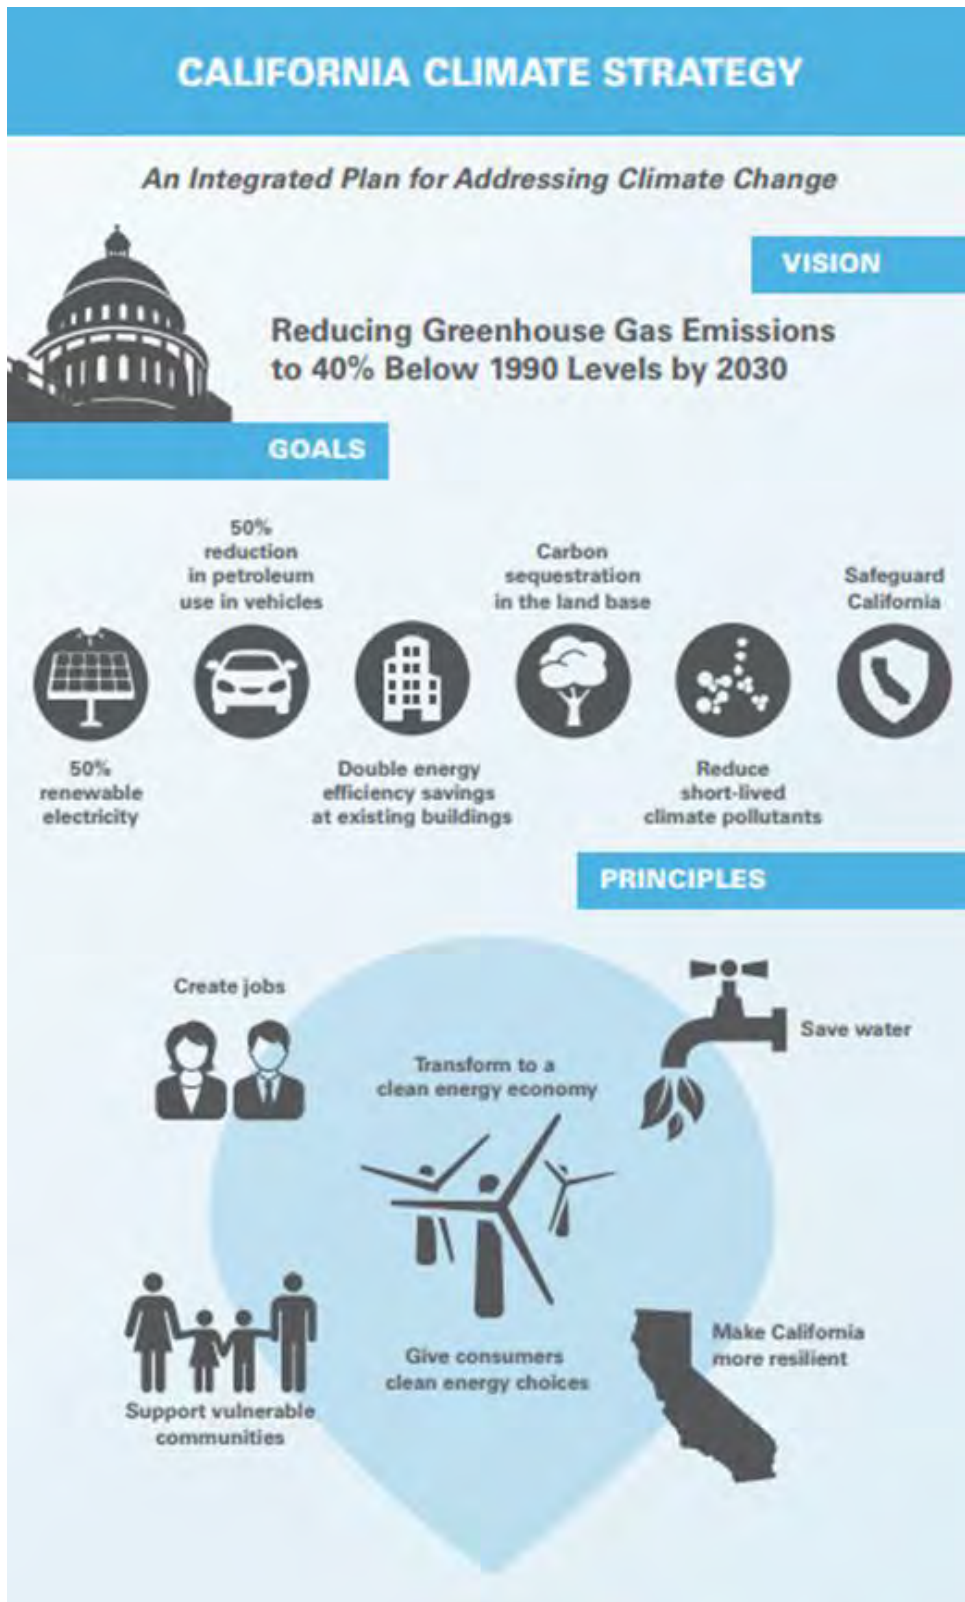 CALIFORNIA CLIMATE STRATEGY
An Integrated Plan for Addressing Climate Change
VISION
Reducing Greenhouse Gas Emissions
to 40% Below 1990 Levels by 2030
GOALS
50%
renewable
electricity
50%
reduction
in petroleum
use in vehicles
Double energy
efficiency savings
at existing buildings
Carbon
sequestration
in the land base
Reduce
short-lived
climate pollutants
Safeguard
California
PRINCIPLES
Create jobs
Save water
Transform to a
clean energy economy
Give consumers
clean energy choices
Make California
more resilient
Support vulnerable
communities